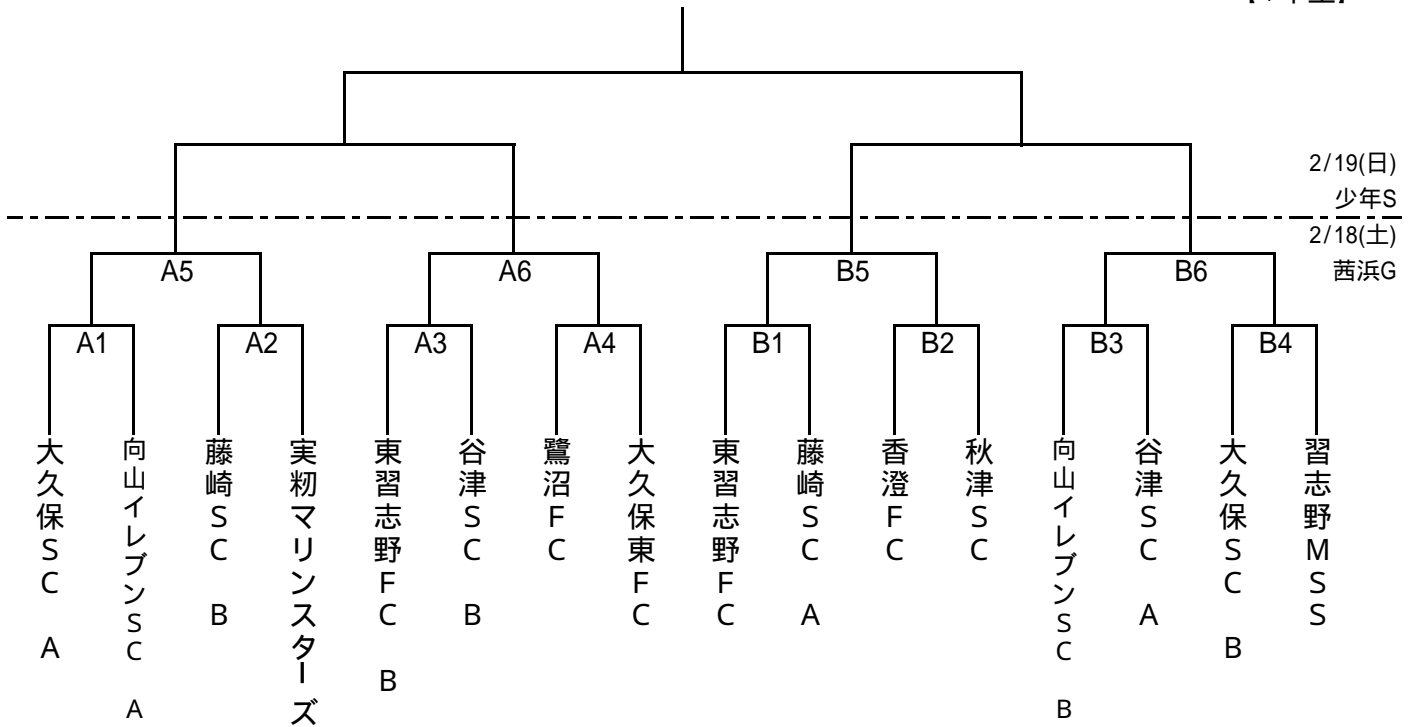 2/19(日)
少年S
2/18(土)
茜浜G
A5
A6
B5
B6
A1
A2
A3
A4
B1
B2
B3
B4
大久保SC A
向山イレブンSC A
藤崎SC B
実籾マリンスターズ
東習志野FC B
谷津SC B
鷺沼FC
大久保東FC
東習志野FC
藤崎SC A
香澄FC
秋津SC
向山イレブンSC B
谷津SC A
大久保SC B
習志野MSS